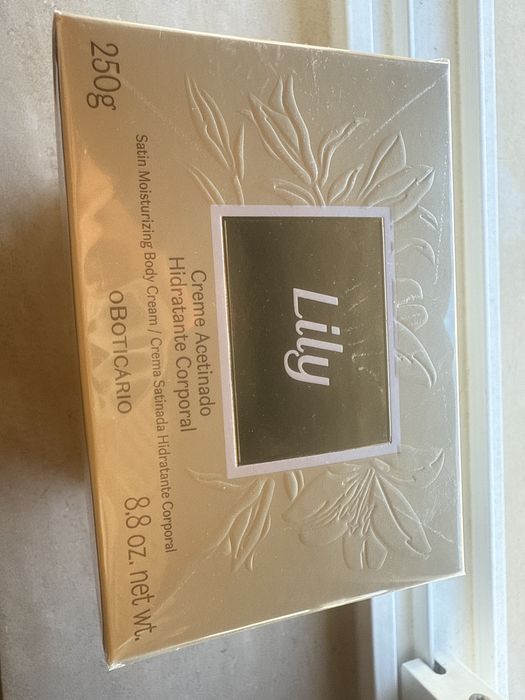 Lily
Creme Acetinado
Hidratante Corporal
Satin Moisturizing Body Cream / Crema Satinada Hidratante Corporal
250g
oBOTICÁRIO
8.8 oz. net wt.